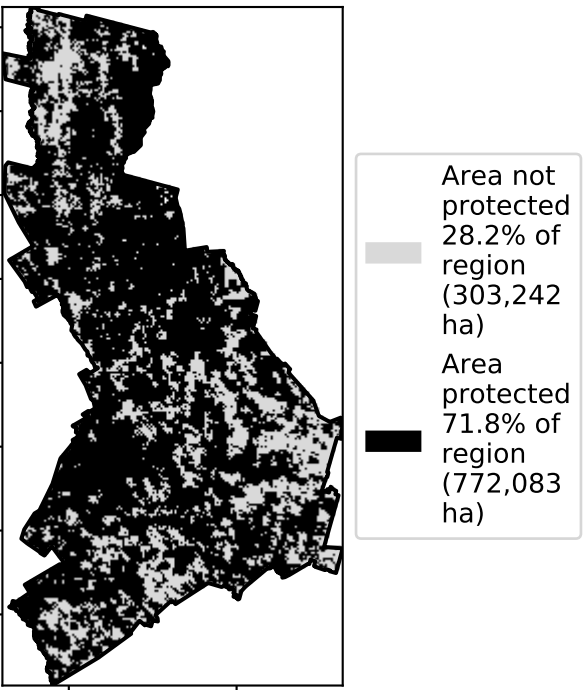 Area not
protected
28.2% of
region
(303,242
ha)
Area
protected
71.8% of
region
(772,083
ha)